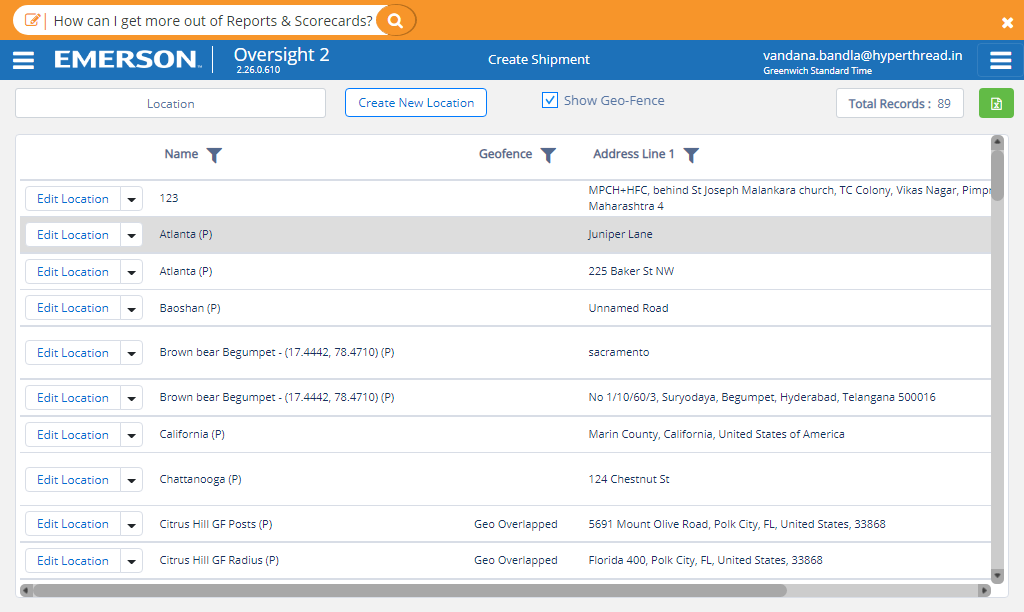 How can I get more out of Reports & Scorecards?
EMERSON
Oversight 2
2.26.0.610
Create Shipment
vandana.bandla@hyperthread.in
Greenwich Standard Time
Location
Create New Location
Show Geo-Fence
Total Records : 89
Name Geofence Address Line 1
Edit Location 123 MPCH+HFC, behind St Joseph Malankara church, TC Colony, Vikas Nagar, Pimpr
Maharashtra 4
Edit Location Atlanta (P) Juniper Lane
Edit Location Atlanta (P) 225 Baker St NW
Edit Location Baoshan (P) Unnamed Road
Edit Location Brown bear Begumpet - (17.4442, 78.4710) (P) sacramento
Edit Location Brown bear Begumpet - (17.4442, 78.4710) (P) No 1/10/60/3, Suryodaya, Begumpet, Hyderabad, Telangana 500016
Edit Location California (P) Marin County, California, United States of America
Edit Location Chattanooga (P) 124 Chestnut St
Edit Location Citrus Hill GF Posts (P) Geo Overlapped 5691 Mount Olive Road, Polk City, FL, United States, 33868
Edit Location Citrus Hill GF Radius (P) Geo Overlapped Florida 400, Polk City, FL, United States, 33868